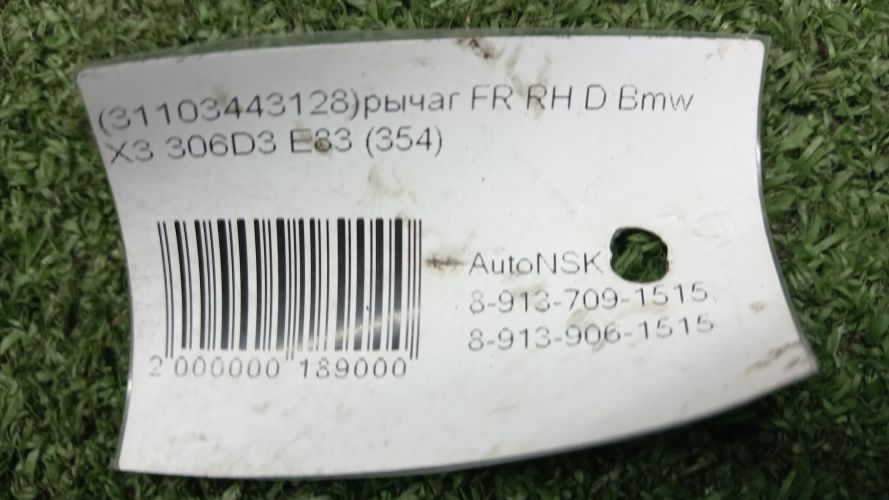 (31103443128)рычаг FR RH D Bmw
X3 306D3 E83 (354)
AutoNSK
8-913-709-1515,
8-913-906-1515
2 000000 189000